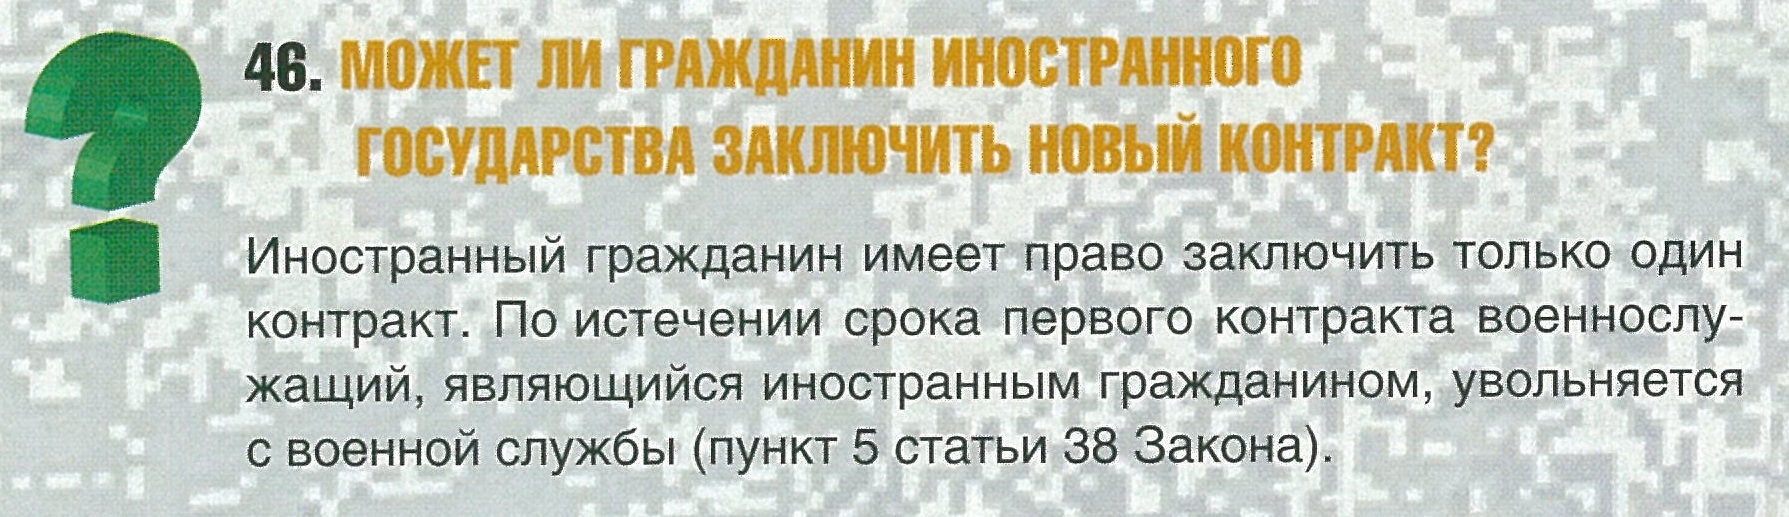 46. МОЖЕТ ЛИ ГРАЖДАНИН ИНОСТРАННОГО
ГОСУДАРСТВА ЗАКЛЮЧИТЬ НОВЫЙ КОНТРАКТ?
Иностранный гражданин имеет право заключить только один
контракт. По истечении срока первого контракта военнослу-
жащий, являющийся иностранным гражданином, увольняется
с военной службы (пункт 5 статьи 38 Закона).